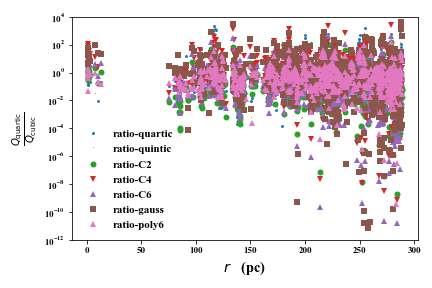 10^4
10^2
10^0
10^-2
10^-4
10^-6
10^-8
10^-10
10^-12
Q_quartic
Q_cubic
ratio-quartic
ratio-quintic
ratio-C2
ratio-C4
ratio-C6
ratio-gauss
ratio-poly6
0 50 100 150 200 250 300
r (pc)